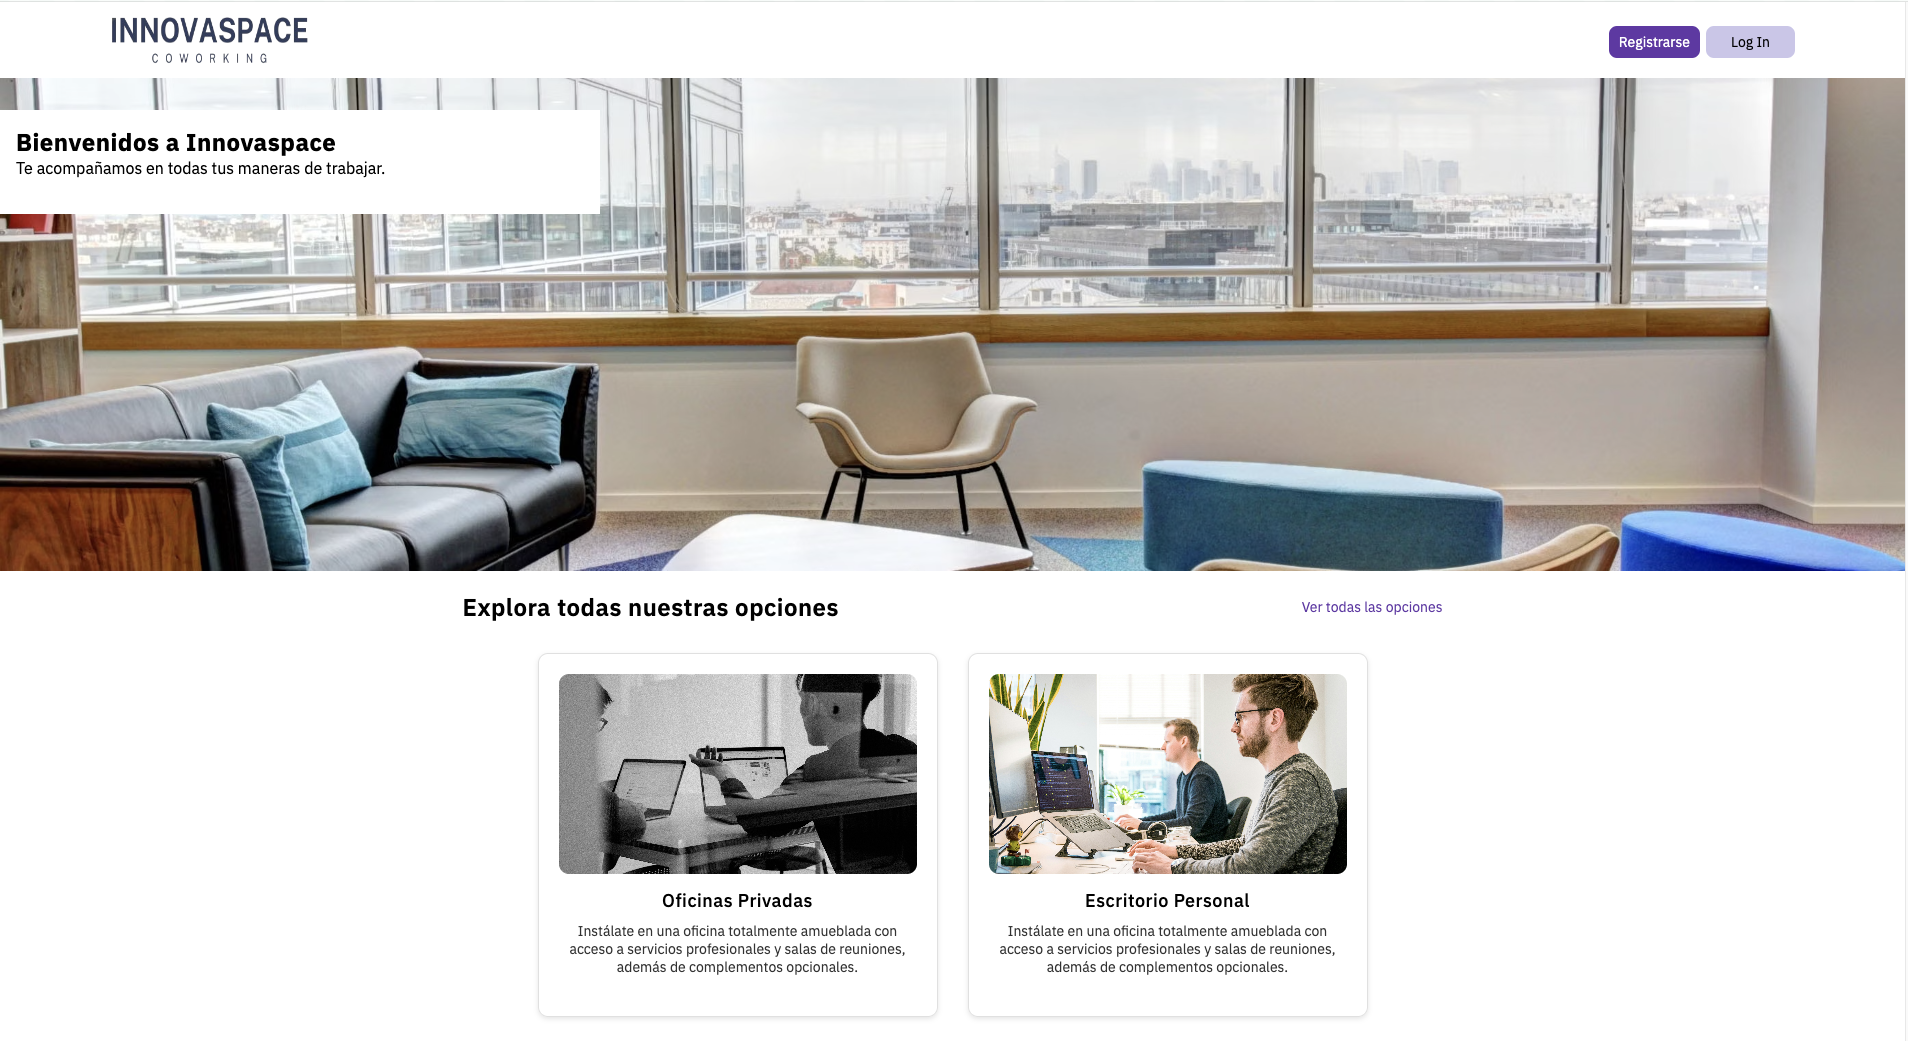 INNOVASPACE
COWORKING
Registrarse
Log In
Bienvenidos a Innovaspace
Te acompañamos en todas tus maneras de trabajar.
Explora todas nuestras opciones
Ver todas las opciones
Oficinas Privadas
Instálate en una oficina totalmente amueblada con
acceso a servicios profesionales y salas de reuniones,
además de complementos opcionales.
Escritorio Personal
Instálate en una oficina totalmente amueblada con
acceso a servicios profesionales y salas de reuniones,
además de complementos opcionales.